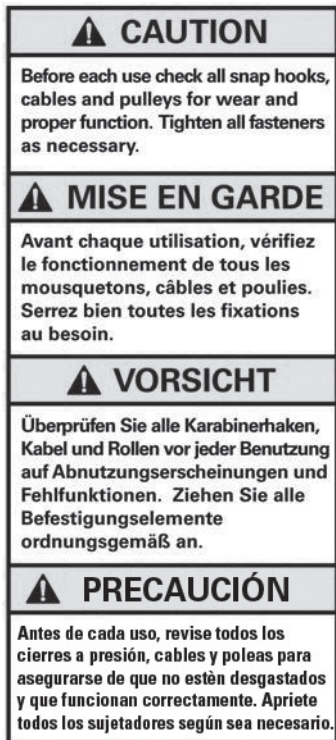 CAUTION
Before each use check all snap hooks,
cables and pulleys for wear and
proper function. Tighten all fasteners
as necessary.
MISE EN GARDE
Avant chaque utilisation, vérifiez
le fonctionnement de tous les
mousquetons, câbles et poulies.
Serrez bien toutes les fixations
au besoin.
VORSICHT
Überprüfen Sie alle Karabinerhaken,
Kabel und Rollen vor jeder Benutzung
auf Abnutzungserscheinungen und
Fehlfunktionen. Ziehen Sie alle
Befestigungselemente
ordnungsgemäß an.
PRECAUCIÓN
Antes de cada uso, revise todos los
cierres a presión, cables y poleas para
asegurarse de que no estèn desgastados
y que funcionan correctamente. Apriete
todos los sujetadores según sea necesario.